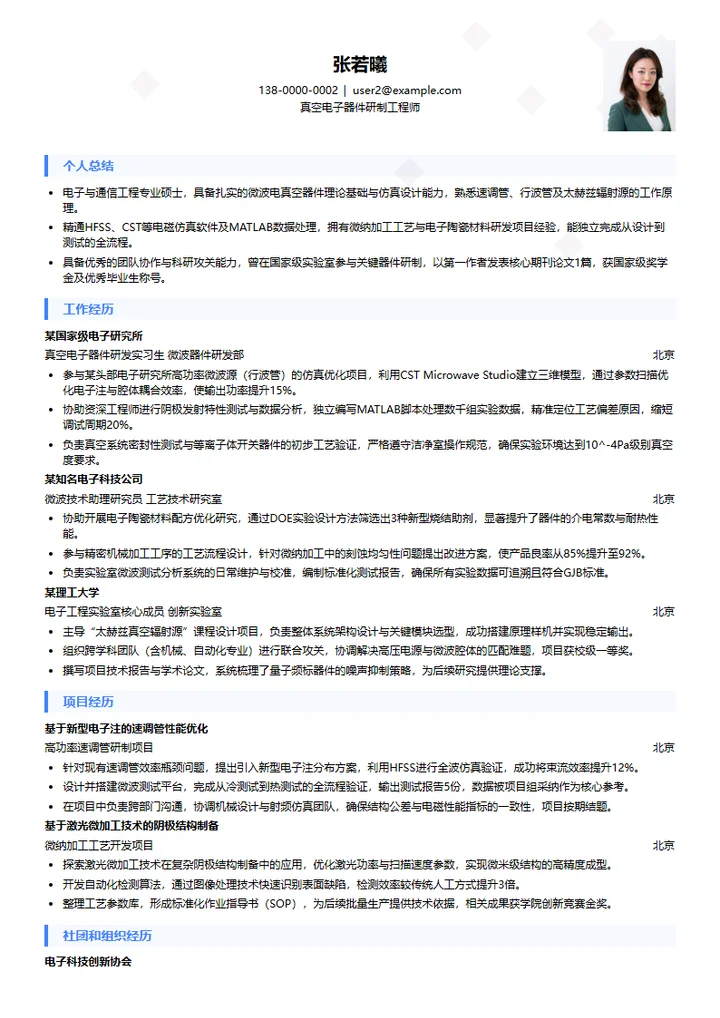 张若曦
138-0000-0002 | user2@example.com
真空电子器件研制工程师
个人总结
• 电子与通信工程专业硕士，具备扎实的微波电真空器件理论基础与仿真设计能力，熟悉速调管、行波管及太赫兹辐射源的工作原
理。
• 精通HFSS、CST等电磁仿真软件及MATLAB数据处理，拥有微纳加工工艺与电子陶瓷材料研发项目经验，能独立完成从设计到
测试的全流程。
• 具备优秀的团队协作与科研攻关能力，曾在国家级实验室参与关键器件研制，以第一作者发表核心期刊论文1篇，获国家级奖学
金及优秀毕业生称号。
工作经历
某国家级电子研究所
真空电子器件研发实习生 微波器件研发部 北京
• 参与某头部电子研究所高功率微波源（行波管）的仿真优化项目，利用CST Microwave Studio建立三维模型，通过参数扫描优
化电子注与腔体耦合效率，使输出功率提升15%。
• 协助资深工程师进行阴极发射特性测试与数据分析，独立编写MATLAB脚本处理数千组实验数据，精准定位工艺偏差原因，缩短
调试周期20%。
• 负责真空系统密封性测试与等离子体开关器件的初步工艺验证，严格遵守洁净室操作规范，确保实验环境达到10^-4Pa级别真空
度要求。
某知名电子科技公司
微波技术助理研究员 工艺技术研究室 北京
• 协助开展电子陶瓷材料配方优化研究，通过DOE实验设计方法筛选出3种新型烧结助剂，显著提升了器件的介电常数与耐热性
能。
• 参与精密机械加工工序的工艺流程设计，针对微纳加工中的刻蚀均匀性问题提出改进方案，使产品良率从85%提升至92%。
• 负责实验室微波测试分析系统的日常维护与校准，编制标准化测试报告，确保所有实验数据可追溯且符合GJB标准。
某理工大学
电子工程实验室核心成员 创新实验室 北京
• 主导“太赫兹真空辐射源”课程设计项目，负责整体系统架构设计与关键模块选型，成功搭建原理样机并实现稳定输出。
• 组织跨学科团队（含机械、自动化专业）进行联合攻关，协调解决高压电源与微波腔体的匹配难题，项目获校级一等奖。
• 撰写项目技术报告与学术论文，系统梳理了量子频标器件的噪声抑制策略，为后续研究提供理论支撑。
项目经历
基于新型电子注的速调管性能优化
高功率速调管研制项目 北京
• 针对现有速调管效率瓶颈问题，提出引入新型电子注分布方案，利用HFSS进行全波仿真验证，成功将束流效率提升12%。
• 设计并搭建微波测试平台，完成从冷测到热测试的全流程验证，输出测试报告5份，数据被项目组采纳作为核心参考。
• 在项目中负责跨部门沟通，协调机械设计与射频仿真团队，确保结构公差与电磁性能指标的一致性，项目按期结题。
基于激光微加工技术的阴极结构制备
微纳加工工艺开发项目 北京
• 探索激光微加工技术在复杂阴极结构制备中的应用，优化激光功率与扫描速度参数，实现微米级结构的高精度成型。
• 开发自动化检测算法，通过图像处理技术快速识别表面缺陷，检测效率较传统人工方式提升3倍。
• 整理工艺参数库，形成标准化作业指导书（SOP），为后续批量生产提供技术依据，相关成果获学院创新竞赛金奖。
社团和组织经历
电子科技创新协会